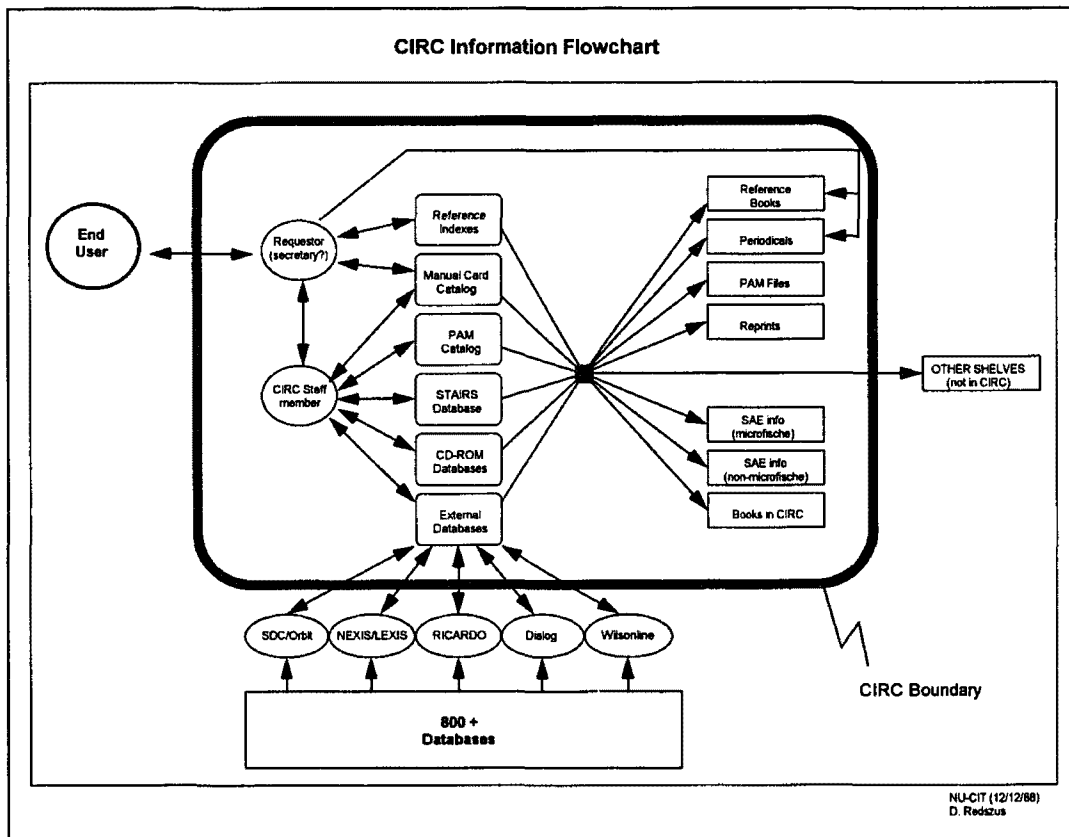 CIRC Information Flowchart
End
User
Requestor
(secretary?)
CIRC Staff
member
Reference
Indexes
Manual Card
Catalog
PAM
Catalog
STAIRS
Database
CD-ROM
Databases
External
Databases
Reference
Books
Periodicals
PAM Files
Reprints
OTHER SHELVES
(not in CIRC)
SAE info
(microfische)
SAE info
(non-microfische)
Books in CIRC
SDC/Orbit
NEXIS/LEXIS
RICARDO
Dialog
Wilsonline
CIRC Boundary
800 +
Databases
NU-CIT (12/12/88)
D. Redszus